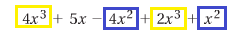 4x³ + 5x − 4x² + 2x³ + x²